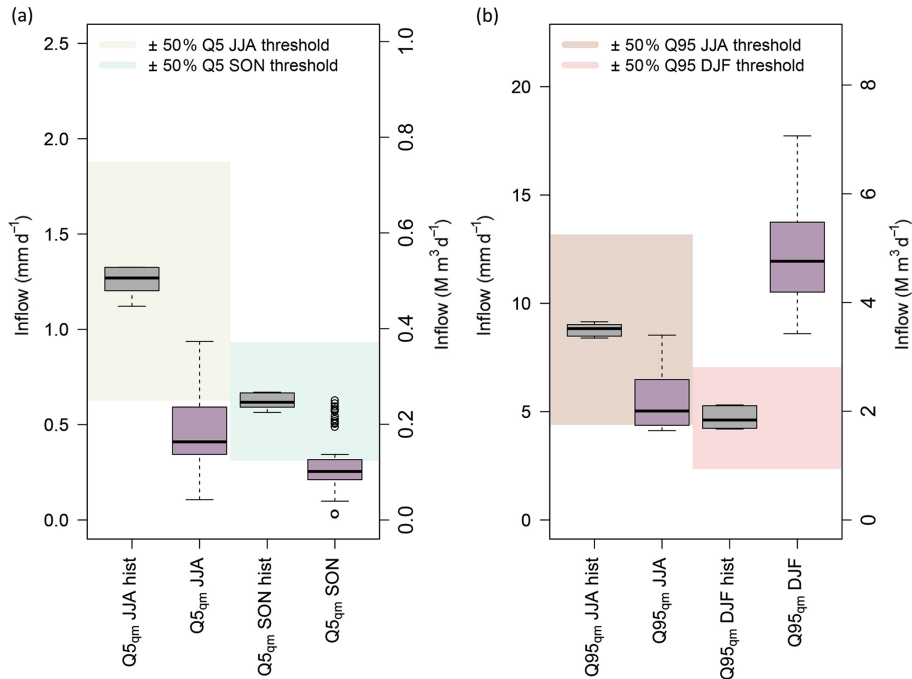 (a)
± 50% Q5 JJA threshold
± 50% Q5 SON threshold
Inflow (mm d⁻¹)
2.5
2.0
1.5
1.0
0.5
0.0
1.0
0.8
0.6
0.4
0.2
0.0
Inflow (M m³ d⁻¹)
Q5qm JJA hist
Q5qm JJA
Q5qm SON hist
Q5qm SON
(b)
± 50% Q95 JJA threshold
± 50% Q95 DJF threshold
Inflow (mm d⁻¹)
20
15
10
5
0
8
6
4
2
0
Inflow (M m³ d⁻¹)
Q95qm JJA hist
Q95qm JJA
Q95qm DJF hist
Q95qm DJF